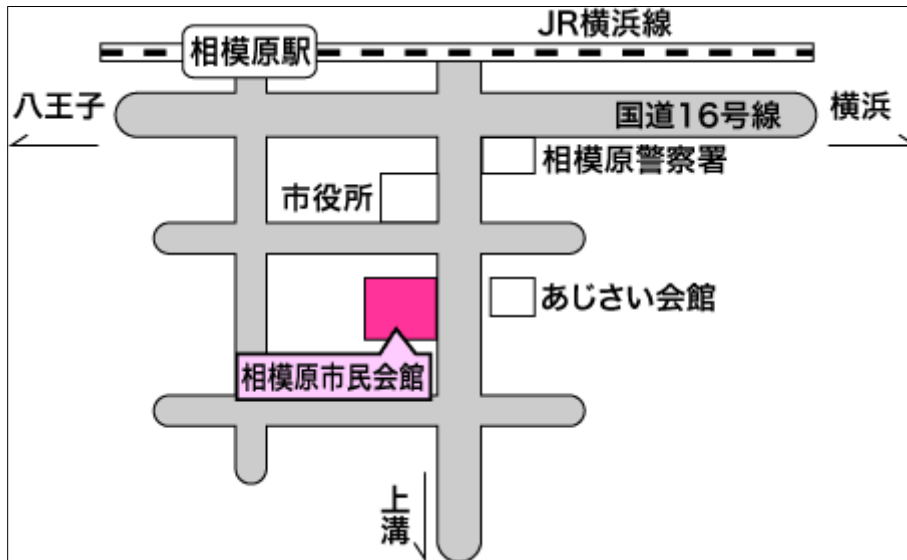 JR横浜線
相模原駅
八王子
国道16号線
横浜
相模原警察署
市役所
あじさい会館
相模原市民会館
上溝